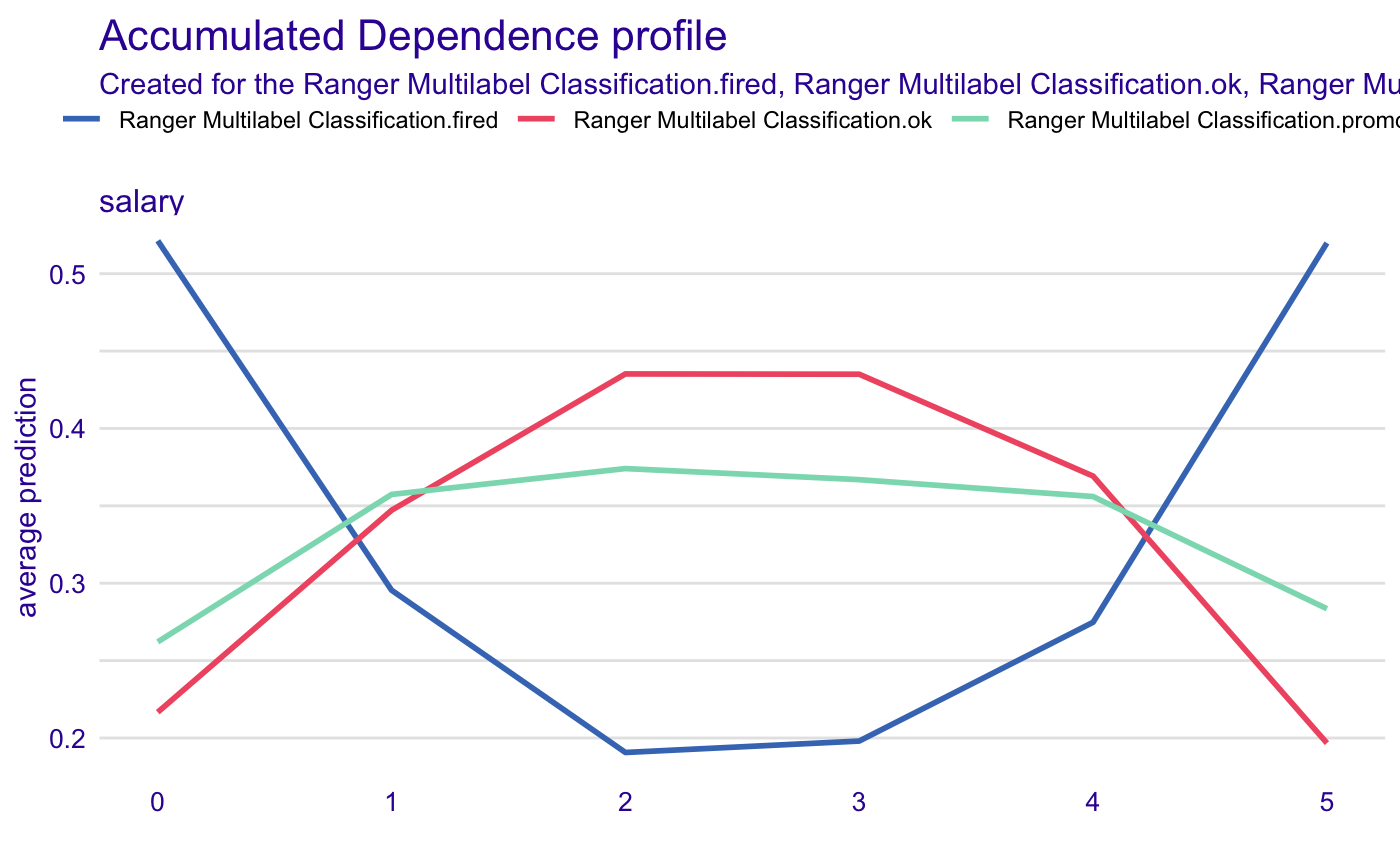 Accumulated Dependence profile
Created for the Ranger Multilabel Classification.fired, Ranger Multilabel Classification.ok, Ranger Mu
Ranger Multilabel Classification.fired Ranger Multilabel Classification.ok Ranger Multilabel Classification.promo
salary
average prediction
0.5
0.4
0.3
0.2
0 1 2 3 4 5